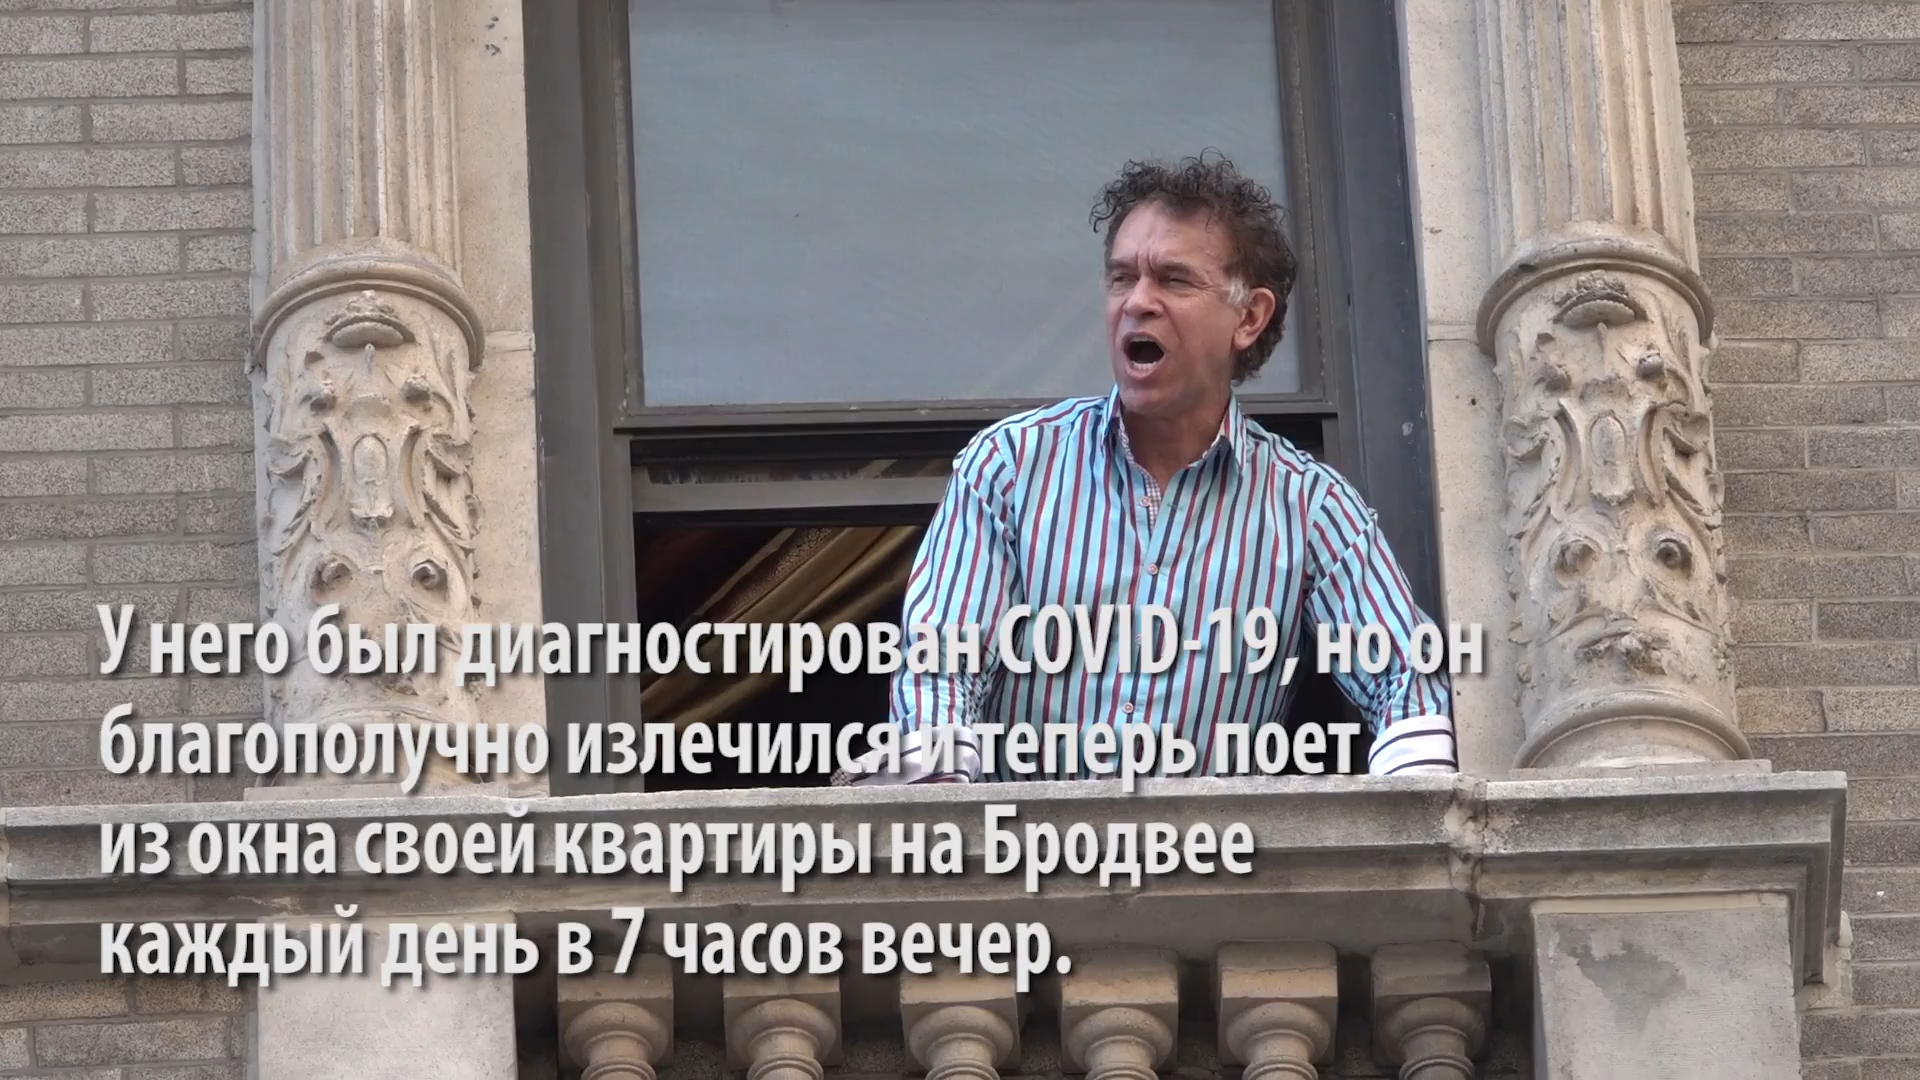 У него был диагностирован COVID-19, но он
благополучно излечился и теперь поет
из окна своей квартиры на Бродвее
каждый день в 7 часов вечер.